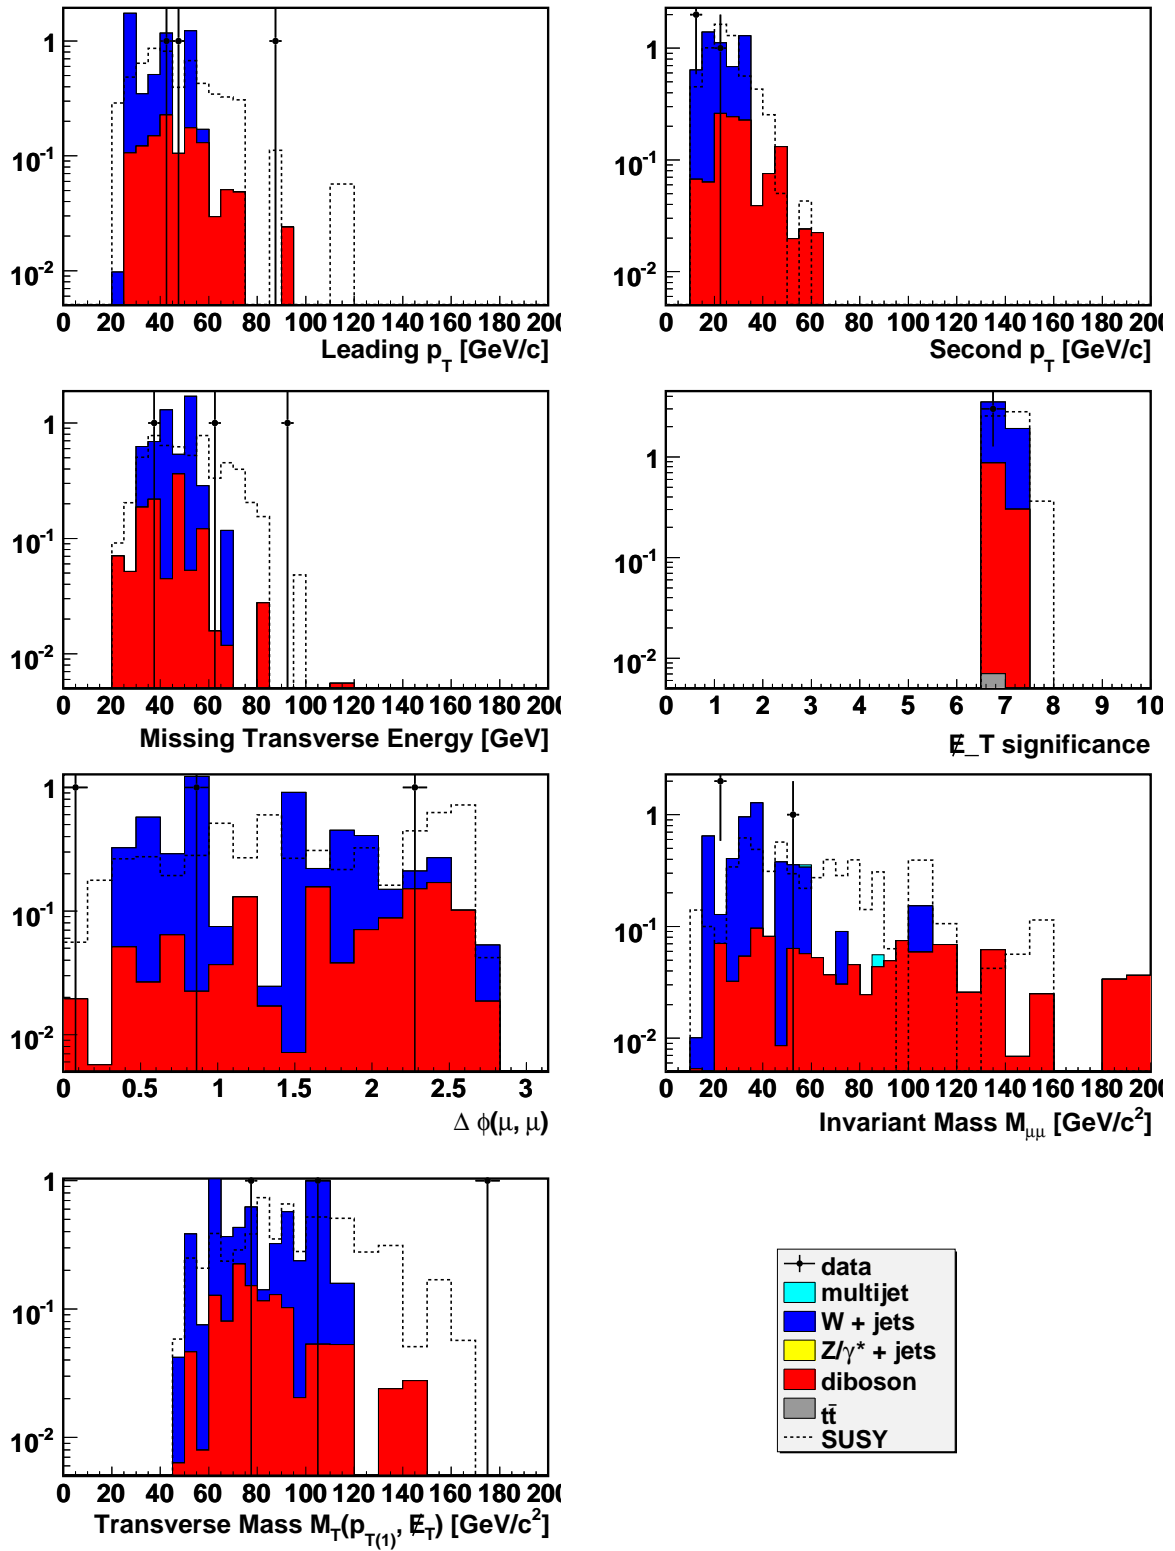 1
10^-1
10^-2
0 20 40 60 80 100 120 140 160 180 200
Leading p_T [GeV/c]
1
10^-1
10^-2
0 20 40 60 80 100 120 140 160 180 200
Second p_T [GeV/c]
1
10^-1
10^-2
0 20 40 60 80 100 120 140 160 180 200
Missing Transverse Energy [GeV]
1
10^-1
10^-2
0 1 2 3 4 5 6 7 8 9 10
E̸_T significance
1
10^-1
10^-2
0 0.5 1 1.5 2 2.5 3
Δ ϕ(μ, μ)
1
10^-1
10^-2
0 20 40 60 80 100 120 140 160 180 200
Invariant Mass M_μμ [GeV/c^2]
1
10^-1
10^-2
0 20 40 60 80 100 120 140 160 180 200
Transverse Mass M_T(p_T(1), E̸_T) [GeV/c^2]
data
multijet
W + jets
Z/γ* + jets
diboson
tt̄
SUSY